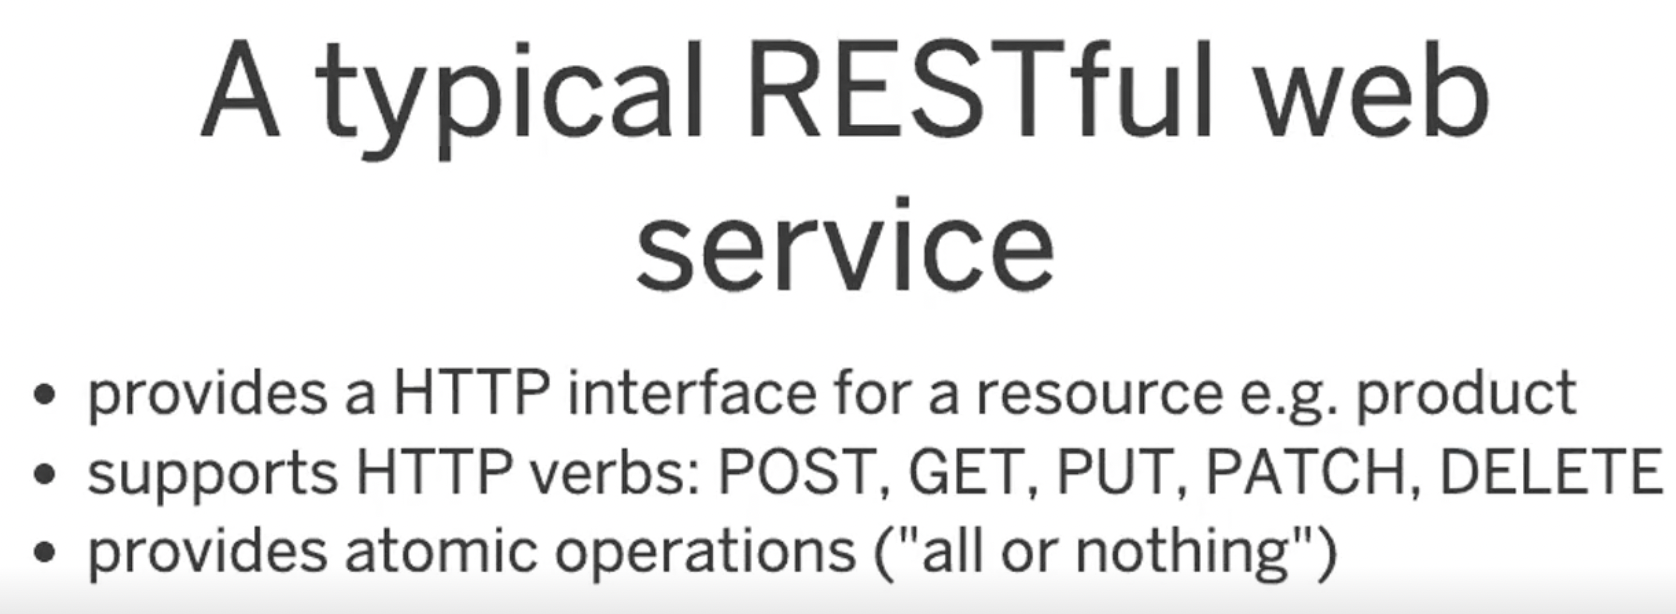 A typical RESTful web
service
• provides a HTTP interface for a resource e.g. product
• supports HTTP verbs: POST, GET, PUT, PATCH, DELETE
• provides atomic operations ("all or nothing")